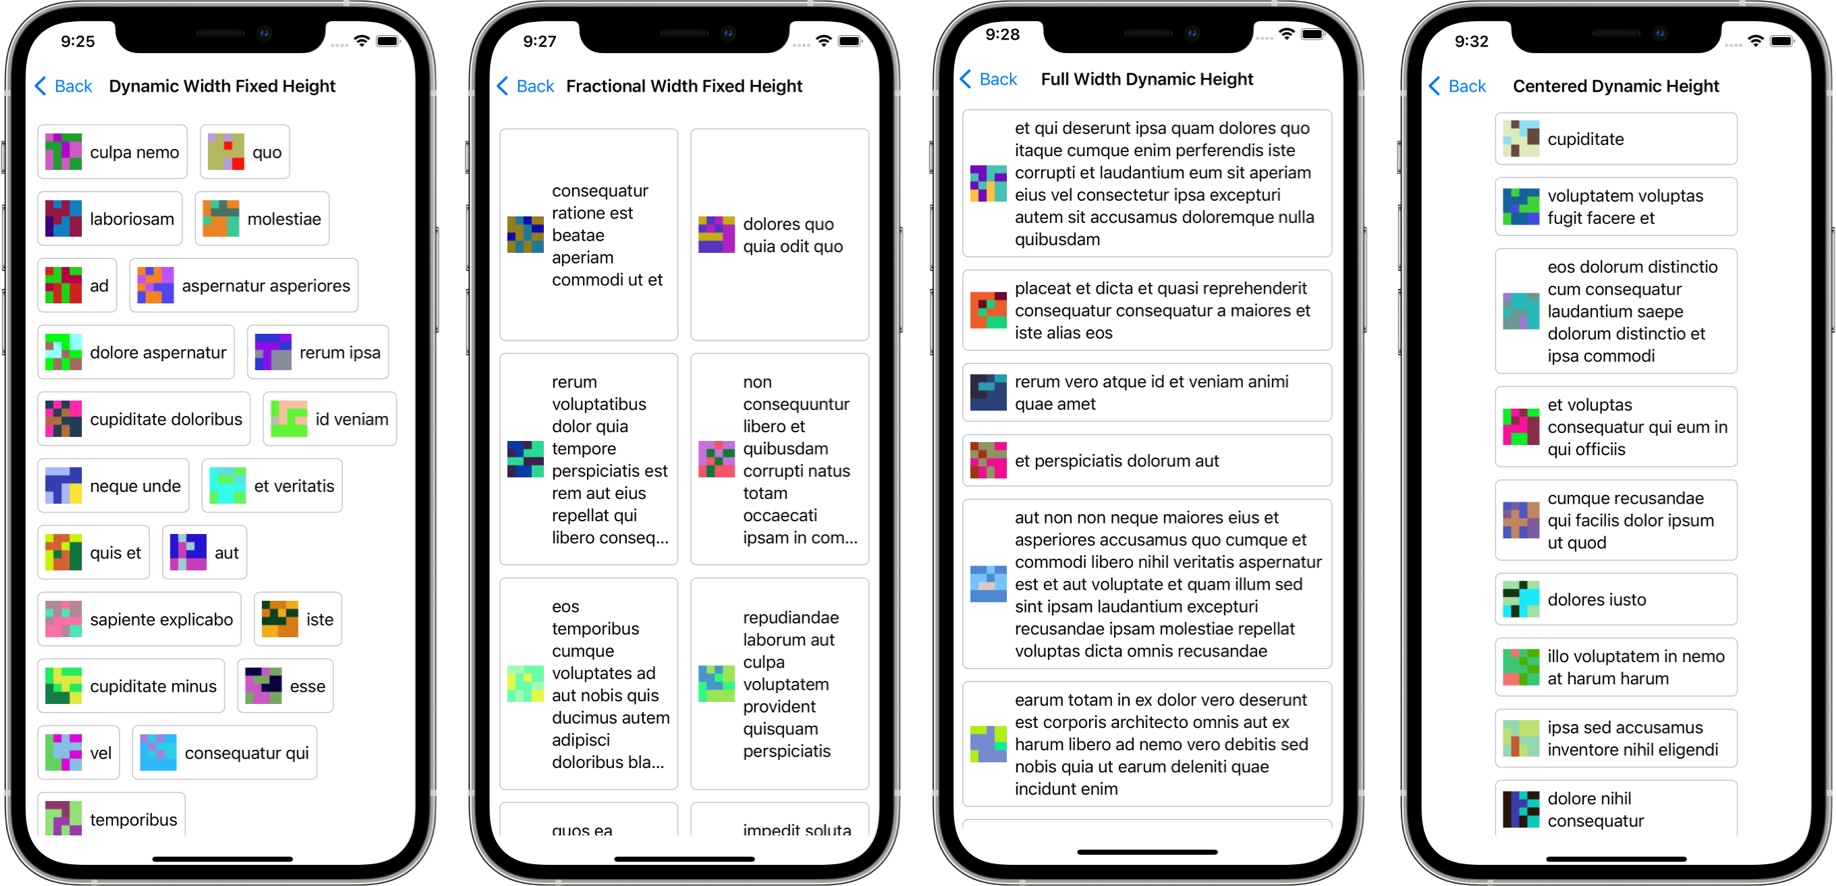 9:25
Back
Dynamic Width Fixed Height
culpa nemo
quo
laboriosam
molestiae
ad
aspernatur asperiores
dolore aspernatur
rerum ipsa
cupiditate doloribus
id veniam
neque unde
et veritatis
quis et
aut
sapiente explicabo
iste
cupiditate minus
esse
vel
consequatur qui
temporibus
9:27
Back
Fractional Width Fixed Height
consequatur
ratione est
beatae
aperiam
commodi ut et
dolores quo
quia odit quo
rerum
voluptatibus
dolor quia
tempore
perspiciatis est
rem aut eius
repellat qui
libero conseq...
non
consequuntur
libero et
quibusdam
corrupti natus
totam
occaecati
ipsam in com...
eos
temporibus
cumque
voluptates ad
aut nobis quis
ducimus autem
adipisci
doloribus bla...
repudiandae
laborum aut
culpa
voluptatem
provident
quisquam
perspiciatis
quos ea
impedit soluta
9:28
Back
Full Width Dynamic Height
et qui deserunt ipsa quam dolores quo
itaque cumque enim perferendis iste
corrupti et laudantium eum sit aperiam
eius vel consectetur ipsa excepturi
autem sit accusamus doloremque nulla
quibusdam
placeat et dicta et quasi reprehenderit
consequatur consequatur a maiores et
iste alias eos
rerum vero atque id et veniam animi
quae amet
et perspiciatis dolorum aut
aut non non neque maiores eius et
asperiores accusamus quo cumque et
commodi libero nihil veritatis aspernatur
est et aut voluptate et quam illum sed
sint ipsam laudantium excepturi
recusandae ipsam molestiae repellat
voluptas dicta omnis recusandae
earum totam in ex dolor vero deserunt
est corporis architecto omnis aut ex
harum libero ad nemo vero debitis sed
nobis quia ut earum deleniti quae
incidunt enim
9:32
Back
Centered Dynamic Height
cupiditate
voluptatem voluptas
fugit facere et
eos dolorum distinctio
cum consequatur
laudantium saepe
dolorum distinctio et
ipsa commodi
et voluptas
consequatur qui eum in
qui officiis
cumque recusandae
qui facilis dolor ipsum
ut quod
dolores iusto
illo voluptatem in nemo
at harum harum
ipsa sed accusamus
inventore nihil eligendi
dolore nihil
consequatur